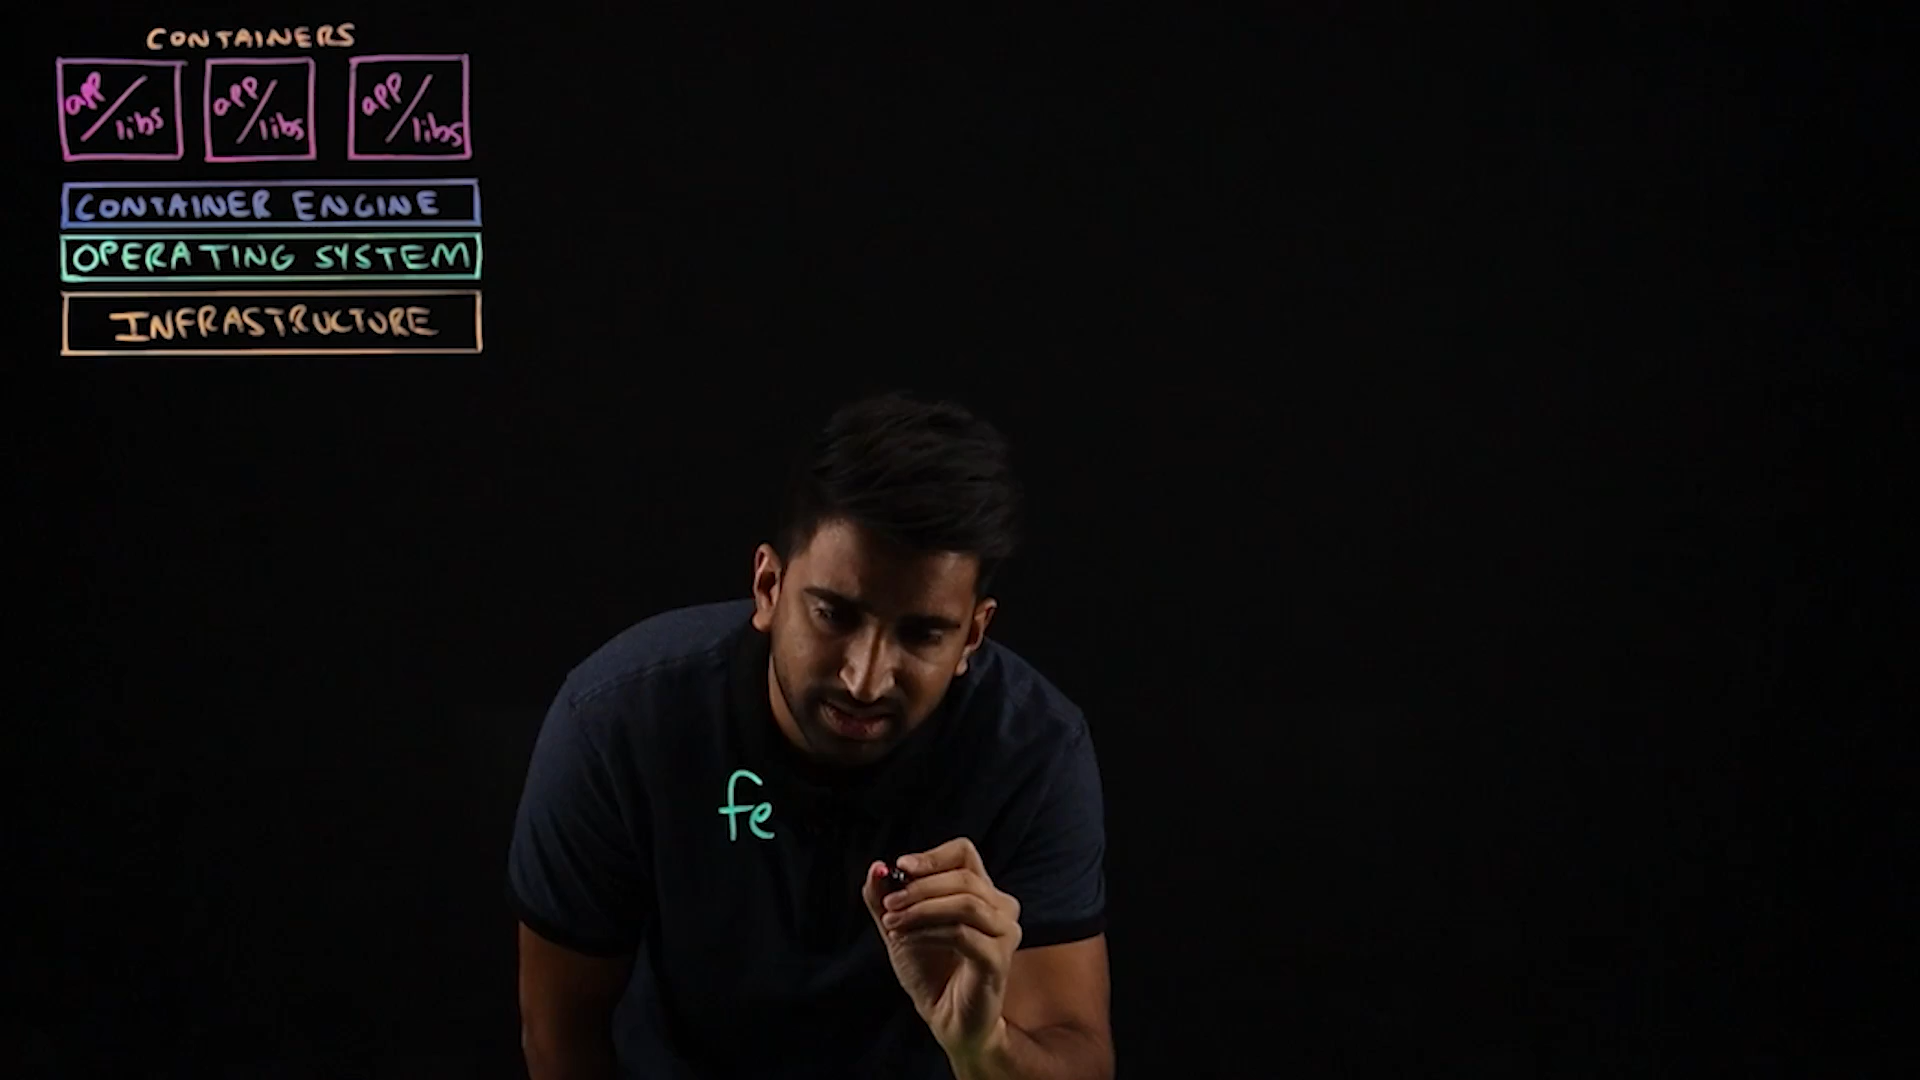 CONTAINERS
app/libs app/libs app/libs
CONTAINER ENGINE
OPERATING SYSTEM
INFRASTRUCTURE
fe